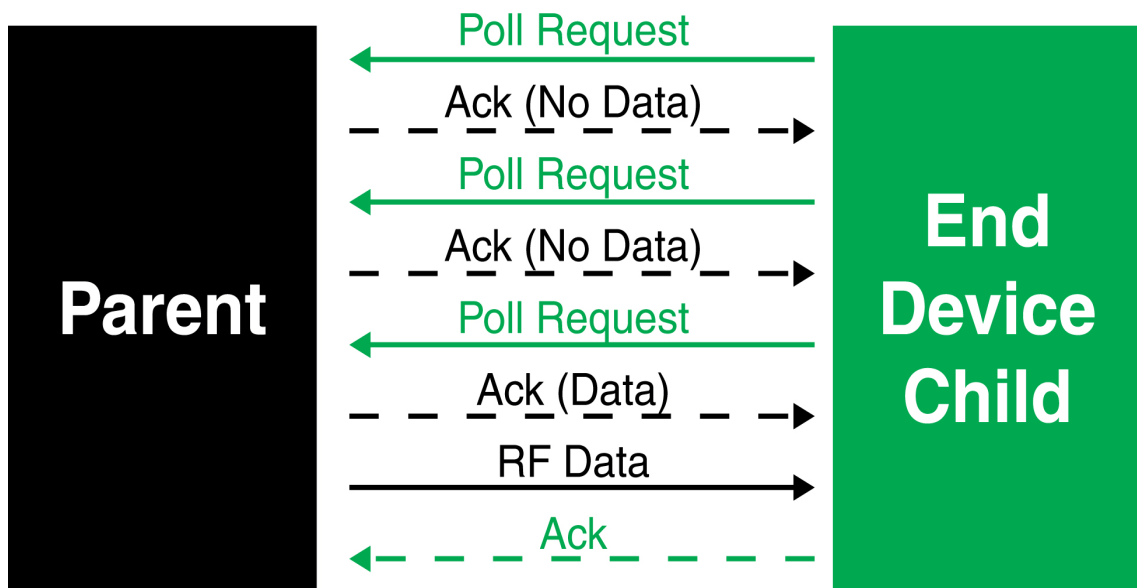 Poll Request
Ack (No Data)
Poll Request
Ack (No Data)
Poll Request
Ack (Data)
RF Data
Ack
Parent
End
Device
Child